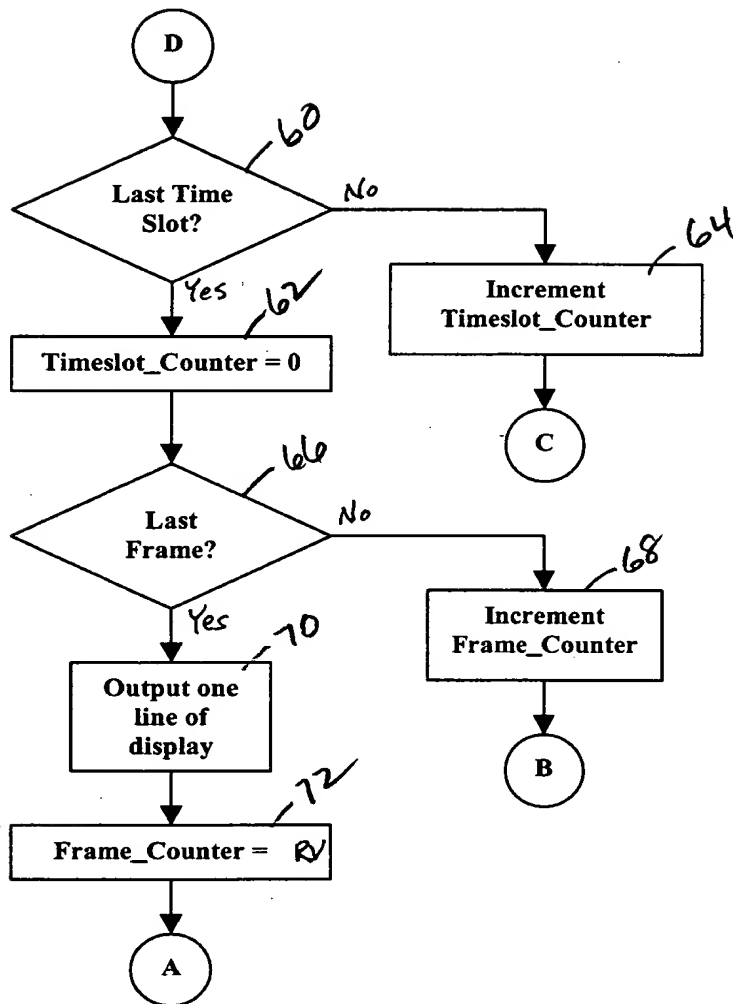 D
60
Last Time
Slot?
No
Yes
64
Increment
Timeslot_Counter
62
Timeslot_Counter = 0
C
66
Last
Frame?
No
Yes
68
Increment
Frame_Counter
70
Output one
line of
display
B
72
Frame_Counter = RV
A